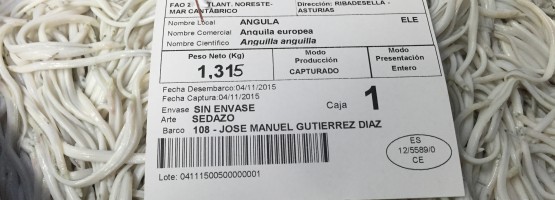 FAO 2 TLANT. NORESTE-
MAR CANTÁBRICO
Dirección: RIBADESELLA -
ASTURIAS
Nombre Local ANGULA ELE
Nombre Comercial Anguila europea
Nombre Científico Anguilla anguilla
Peso Neto (Kg)
1,315
Modo
Producción
CAPTURADO
Modo
Presentación
Entero
Fecha Desembarco:04/11/2015
Fecha Captura:04/11/2015
Envase SIN ENVASE
Caja 1
Arte SEDAZO
Barco 108 - JOSE MANUEL GUTIERREZ DIAZ
ES
12/5589/0
CE
Lote: 04111500500000001